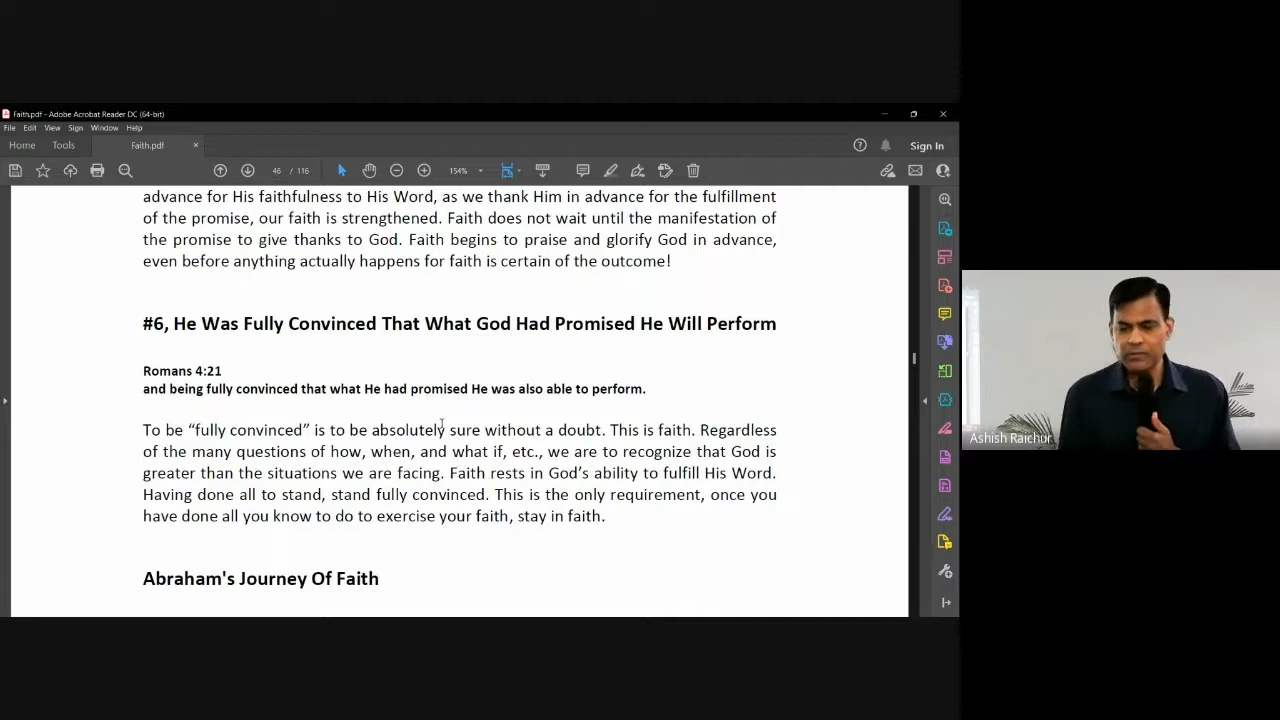 Faith.pdf - Adobe Acrobat Reader DC (64-bit)
File Edit View Sign Window Help
Home Tools Faith.pdf × Sign In
46 / 116 154%
advance for His faithfulness to His Word, as we thank Him in advance for the fulfillment
of the promise, our faith is strengthened. Faith does not wait until the manifestation of
the promise to give thanks to God. Faith begins to praise and glorify God in advance,
even before anything actually happens for faith is certain of the outcome!
#6, He Was Fully Convinced That What God Had Promised He Will Perform
Romans 4:21
and being fully convinced that what He had promised He was also able to perform.
To be “fully convinced” is to be absolutely sure without a doubt. This is faith. Regardless
of the many questions of how, when, and what if, etc., we are to recognize that God is
greater than the situations we are facing. Faith rests in God’s ability to fulfill His Word.
Having done all to stand, stand fully convinced. This is the only requirement, once you
have done all you know to do to exercise your faith, stay in faith.
Abraham's Journey Of Faith
Ashish Raichur